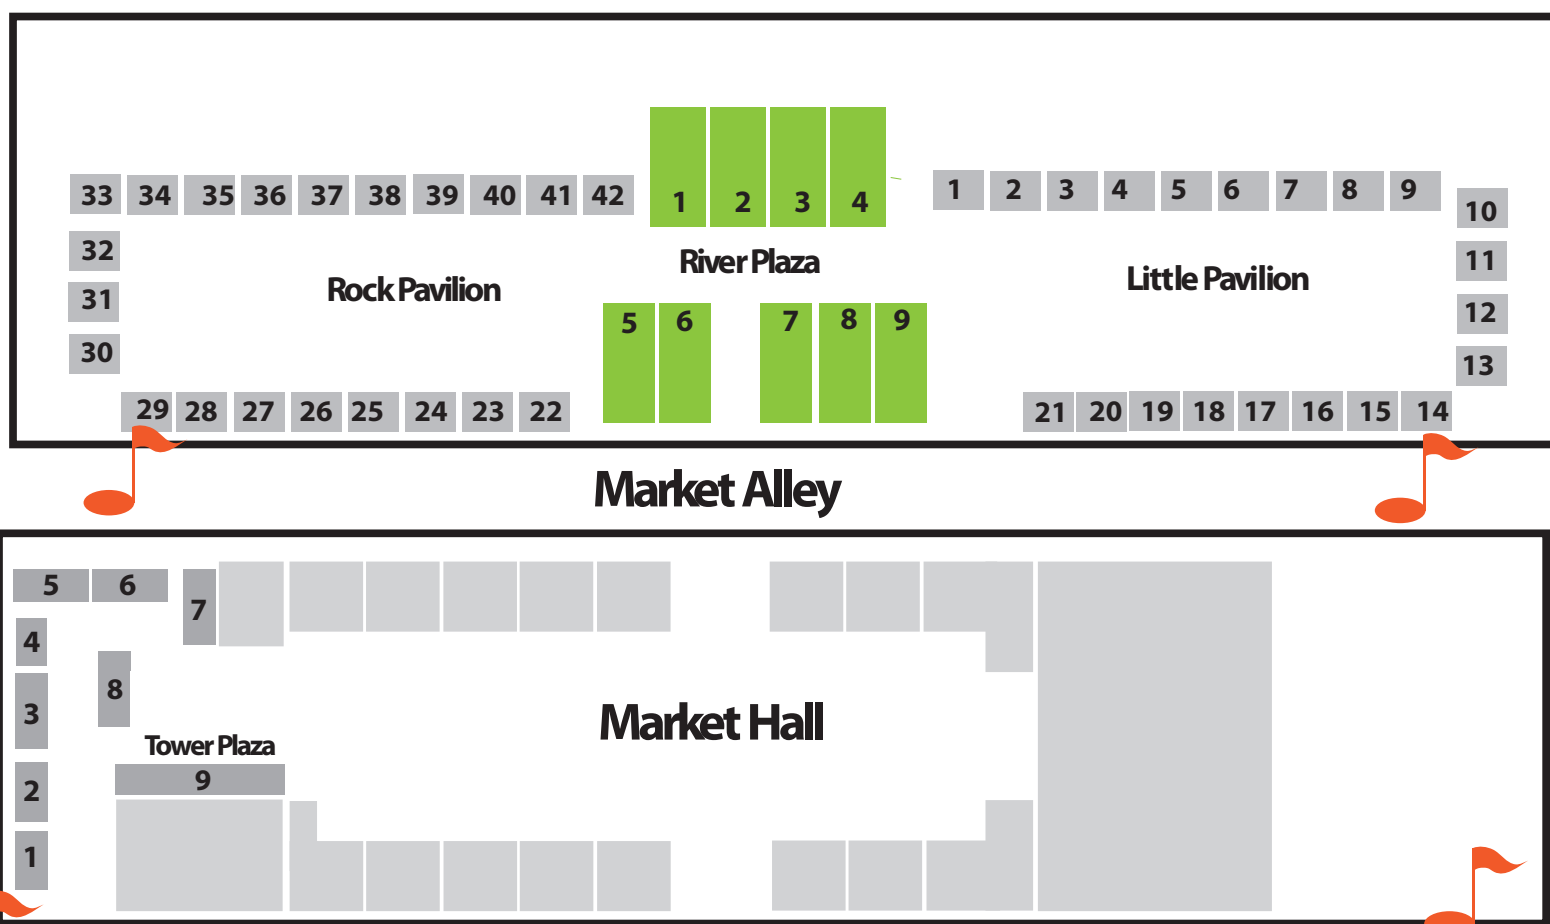 33 34 35 36 37 38 39 40 41 42
1 2 3 4
1 2 3 4 5 6 7 8 9
10
32
11
River Plaza
Rock Pavilion
Little Pavilion
31
12
5 6 7 8 9
30
13
29 28 27 26 25 24 23 22
21 20 19 18 17 16 15 14
Market Alley
5 6
7
4
8
3
Market Hall
Tower Plaza
9
2
1